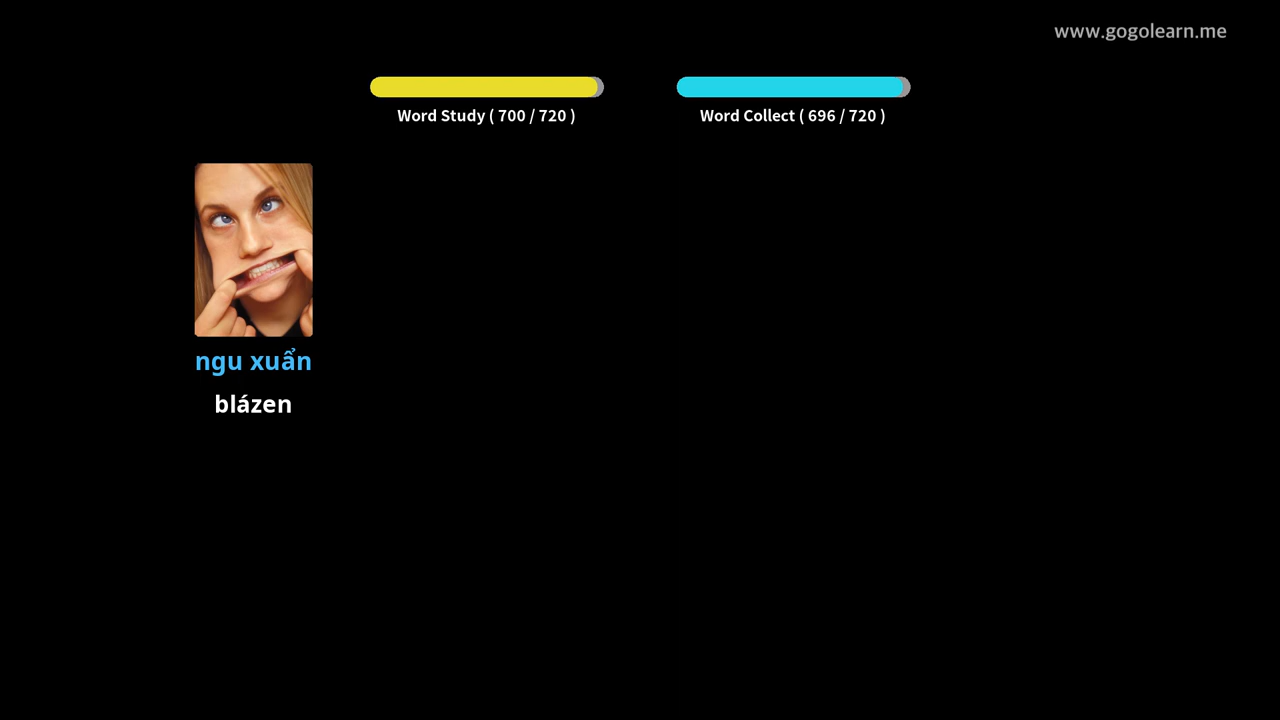 www.gogolearn.me
Word Study ( 700 / 720 )
Word Collect ( 696 / 720 )
ngu xuẩn
blázen